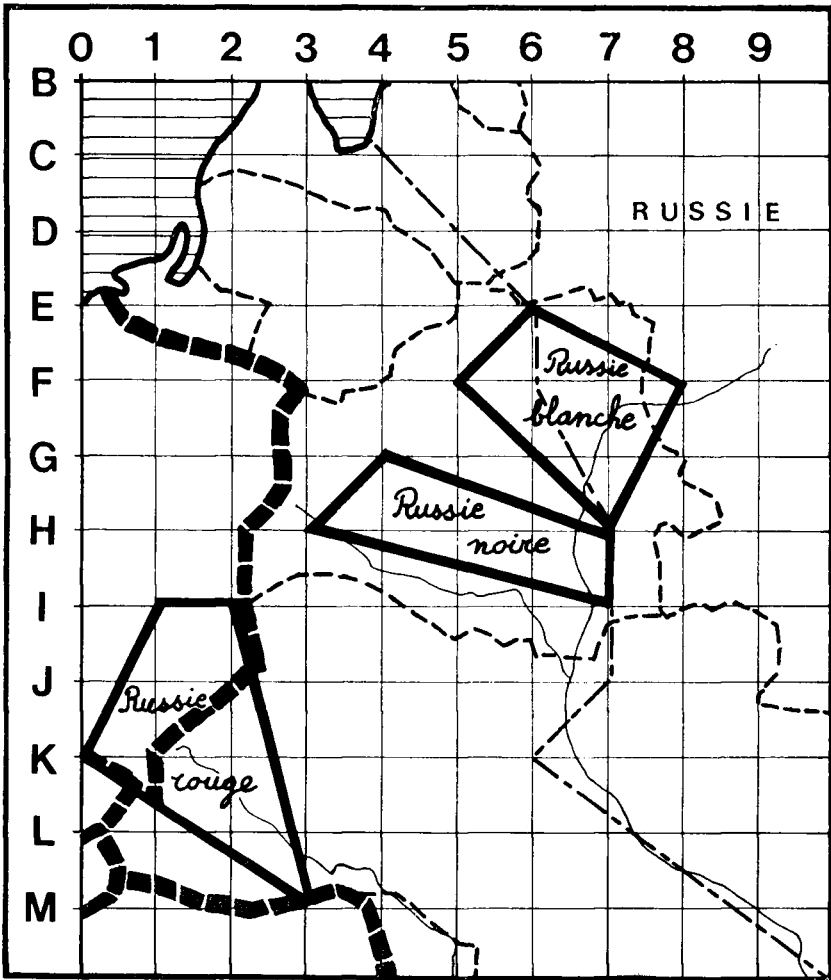 0 1 2 3 4 5 6 7 8 9
B
C
RUSSIE
D
E
Russie
F
blanche
G
Russie
H
noire
I
J
Russie
K
rouge
L
M